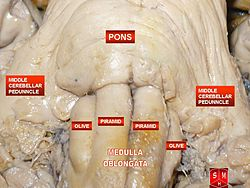 PONS
MIDDLE
CEREBELLAR
PEDUNCLE
MIDDLE
CEREBELLAR
PEDUNCLE
OLIVE
PIRAMID
PIRAMID
OLIVE
MEDULLA
OBLONGATA
S M
H